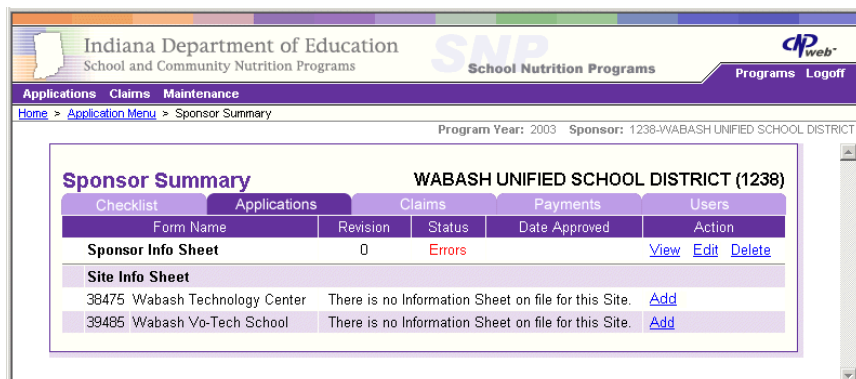 Indiana Department of Education
School and Community Nutrition Programs
SNP
School Nutrition Programs
CNPweb
Programs Logoff
Applications Claims Maintenance
Home > Application Menu > Sponsor Summary
Program Year: 2003 Sponsor: 1238-WABASH UNIFIED SCHOOL DISTRICT
Sponsor Summary WABASH UNIFIED SCHOOL DISTRICT (1238)
Checklist Applications Claims Payments Users
Form Name Revision Status Date Approved Action
Sponsor Info Sheet 0 Errors View Edit Delete
Site Info Sheet
38475 Wabash Technology Center There is no Information Sheet on file for this Site. Add
39485 Wabash Vo-Tech School There is no Information Sheet on file for this Site. Add